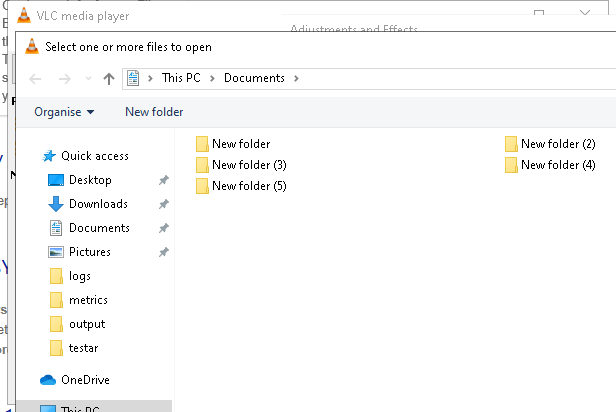 VLC media player
Adjustments and Effects
Select one or more files to open
This PC > Documents >
Organise
New folder
Quick access
Desktop
Downloads
Documents
Pictures
logs
metrics
output
testar
OneDrive
This PC
New folder
New folder (2)
New folder (3)
New folder (4)
New folder (5)